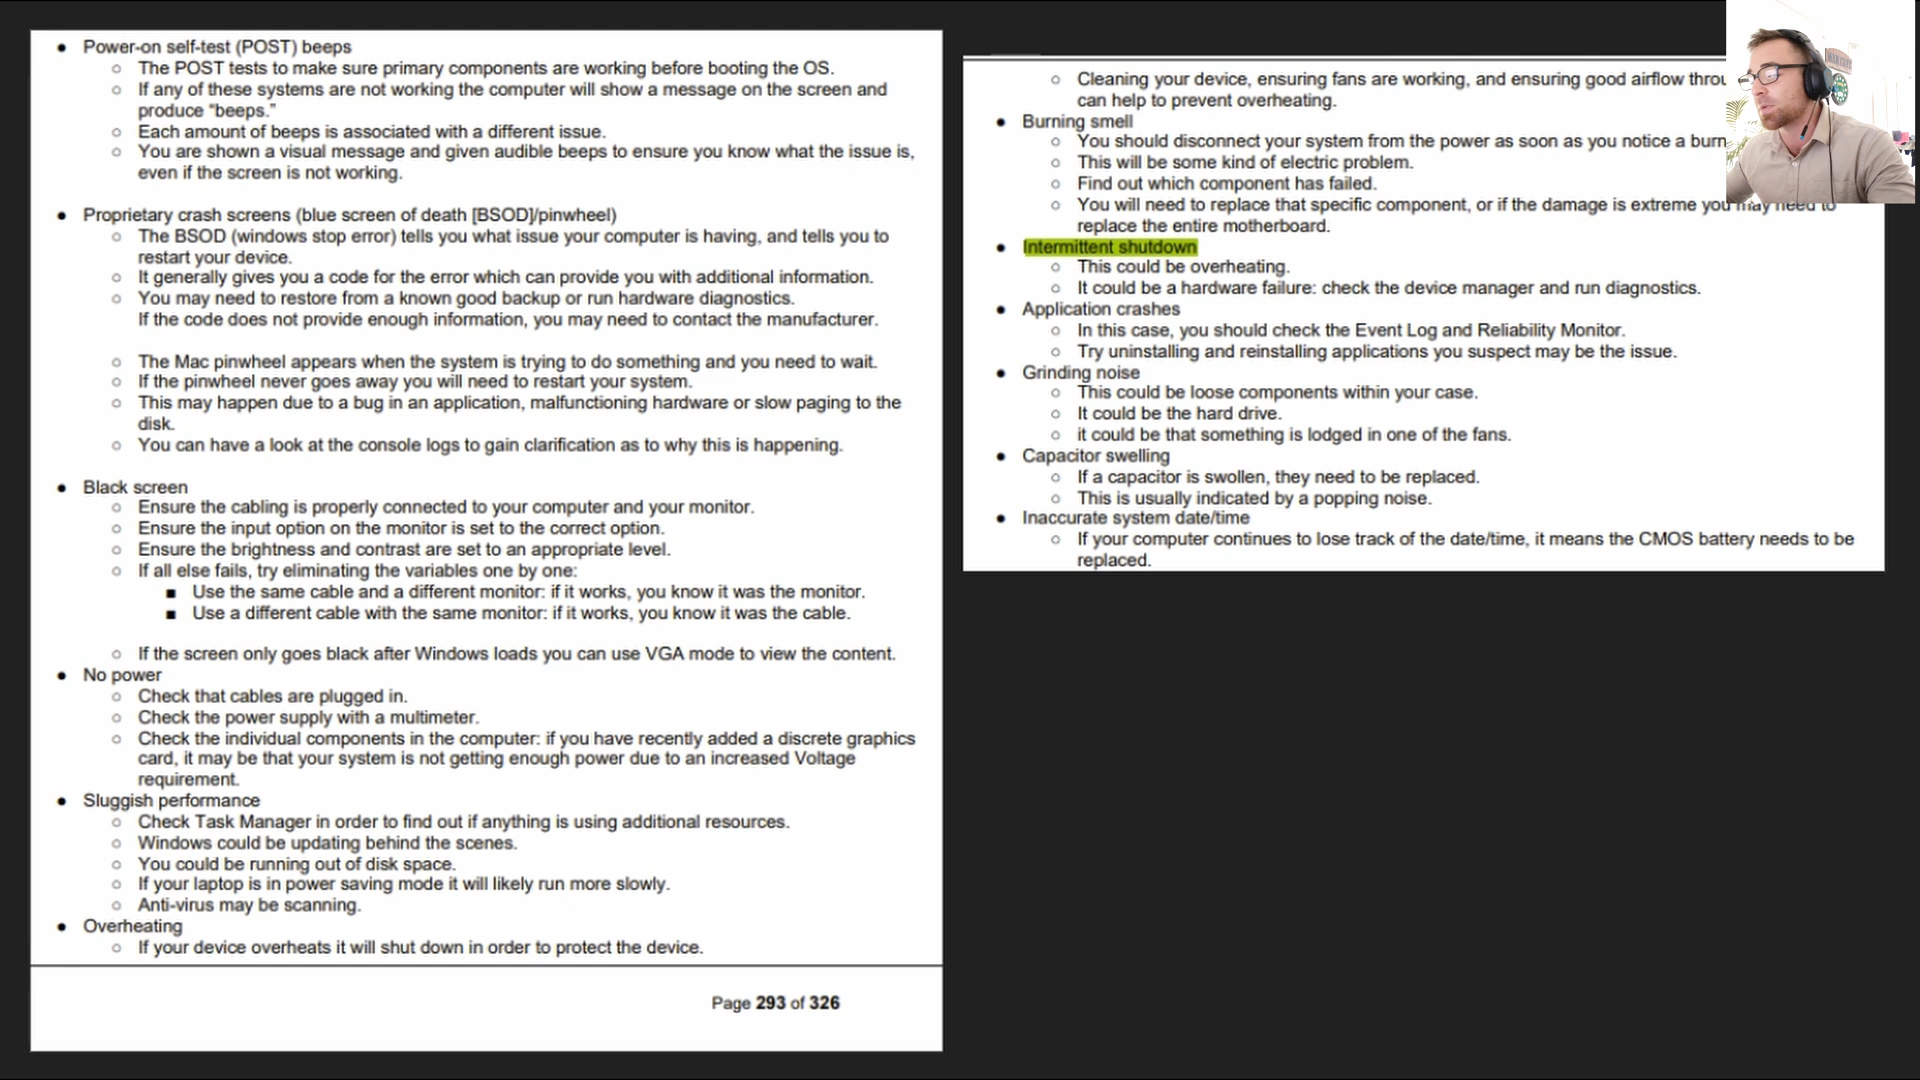 ● Power-on self-test (POST) beeps
○ The POST tests to make sure primary components are working before booting the OS.
○ If any of these systems are not working the computer will show a message on the screen and
produce “beeps.”
○ Each amount of beeps is associated with a different issue.
○ You are shown a visual message and given audible beeps to ensure you know what the issue is,
even if the screen is not working.
● Proprietary crash screens (blue screen of death [BSOD]/pinwheel)
○ The BSOD (windows stop error) tells you what issue your computer is having, and tells you to
restart your device.
○ It generally gives you a code for the error which can provide you with additional information.
○ You may need to restore from a known good backup or run hardware diagnostics.
If the code does not provide enough information, you may need to contact the manufacturer.
○ The Mac pinwheel appears when the system is trying to do something and you need to wait.
○ If the pinwheel never goes away you will need to restart your system.
○ This may happen due to a bug in an application, malfunctioning hardware or slow paging to the
disk.
○ You can have a look at the console logs to gain clarification as to why this is happening.
● Black screen
○ Ensure the cabling is properly connected to your computer and your monitor.
○ Ensure the input option on the monitor is set to the correct option.
○ Ensure the brightness and contrast are set to an appropriate level.
○ If all else fails, try eliminating the variables one by one:
■ Use the same cable and a different monitor: if it works, you know it was the monitor.
■ Use a different cable with the same monitor: if it works, you know it was the cable.
○ If the screen only goes black after Windows loads you can use VGA mode to view the content.
● No power
○ Check that cables are plugged in.
○ Check the power supply with a multimeter.
○ Check the individual components in the computer: if you have recently added a discrete graphics
card, it may be that your system is not getting enough power due to an increased Voltage
requirement.
● Sluggish performance
○ Check Task Manager in order to find out if anything is using additional resources.
○ Windows could be updating behind the scenes.
○ You could be running out of disk space.
○ If your laptop is in power saving mode it will likely run more slowly.
○ Anti-virus may be scanning.
● Overheating
○ If your device overheats it will shut down in order to protect the device.
Page 293 of 326
○ Cleaning your device, ensuring fans are working, and ensuring good airflow
can help to prevent overheating.
● Burning smell
○ You should disconnect your system from the power as soon as you notice a
○ This will be some kind of electric problem.
○ Find out which component has failed.
○ You will need to replace that specific component, or if the damage is extreme you may need to
replace the entire motherboard.
● Intermittent shutdown
○ This could be overheating.
○ It could be a hardware failure: check the device manager and run diagnostics.
● Application crashes
○ In this case, you should check the Event Log and Reliability Monitor.
○ Try uninstalling and reinstalling applications you suspect may be the issue.
● Grinding noise
○ This could be loose components within your case.
○ It could be the hard drive.
○ it could be that something is lodged in one of the fans.
● Capacitor swelling
○ If a capacitor is swollen, they need to be replaced.
○ This is usually indicated by a popping noise.
● Inaccurate system date/time
○ If your computer continues to lose track of the date/time, it means the CMOS battery needs to be
replaced.